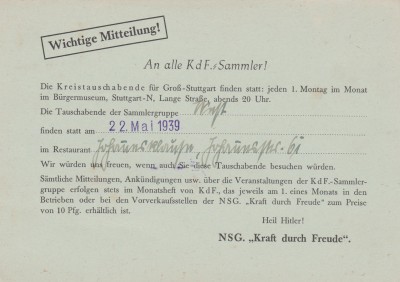 Wichtige Mitteilung!
An alle KdF.-Sammler!
Die Kreistauschabende für Groß-Stuttgart finden statt: jeden 1. Montag im Monat
im Bürgermuseum, Stuttgart-N, Lange Straße, abends 20 Uhr.
Die Tauschabende der Sammlergruppe West
finden statt am 22. Mai 1939
im Restaurant Johannesklause, Johannesstr.
Wir würden uns freuen, wenn auch Sie diese Tauschabende besuchen würden.
Sämtliche Mitteilungen, Ankündigungen usw. über die Veranstaltungen der KdF.-Sammler-
gruppe erfolgen stets im Monatsheft von KdF., das jeweils am 1. eines Monats in den
Betrieben oder bei den Vorverkaufsstellen der NSG. „Kraft durch Freude" zum Preise
von 10 Pfg. erhältlich ist.
Heil Hitler!
NSG. „Kraft durch Freude".